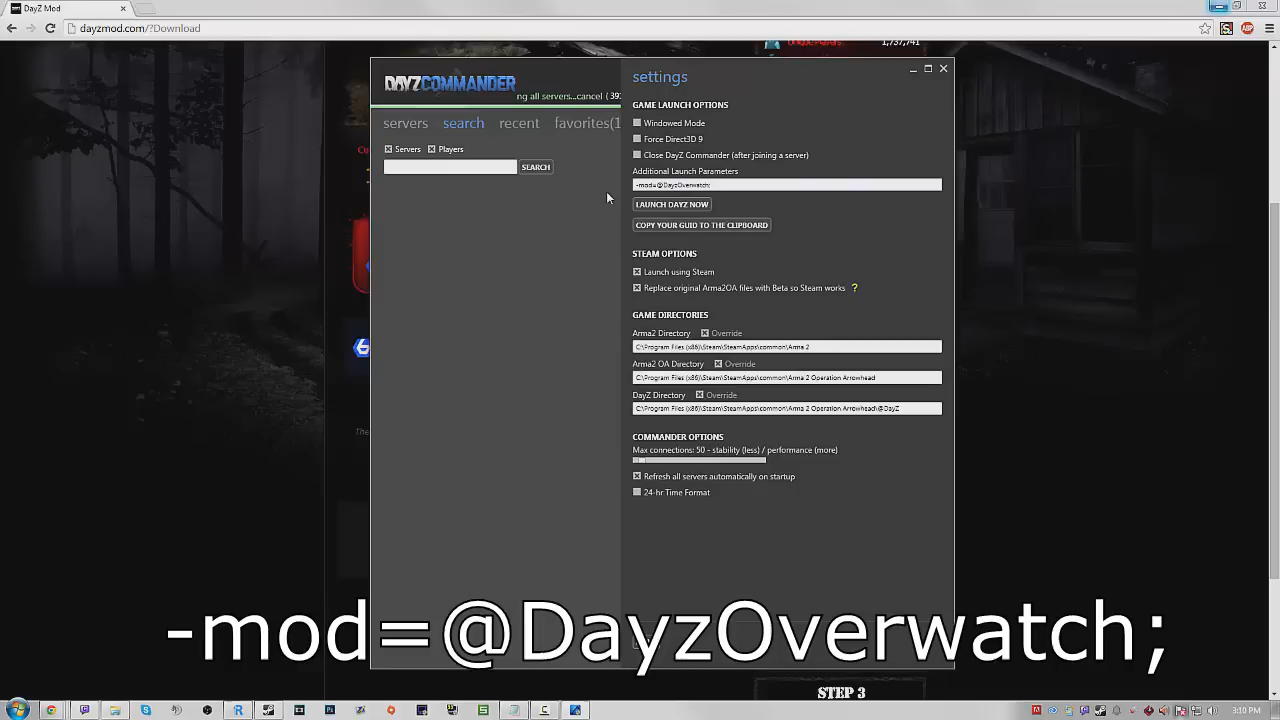 DayZ Mod
dayzmod.com/?Download
1,737,741
DAYZCOMMANDER
ng all servers...cancel ( 39
servers search recent favorites(1
Servers Players
SEARCH
settings
GAME LAUNCH OPTIONS
Windowed Mode
Force Direct3D 9
Close DayZ Commander (after joining a server)
Additional Launch Parameters
-mod=@DayzOverwatch;
LAUNCH DAYZ NOW
COPY YOUR GUID TO THE CLIPBOARD
STEAM OPTIONS
Launch using Steam
Replace original Arma2OA files with Beta so Steam works ?
GAME DIRECTORIES
Arma2 Directory Override
C:\Program Files (x86)\Steam\SteamApps\common\Arma 2
Arma2 OA Directory Override
C:\Program Files (x86)\Steam\SteamApps\common\Arma 2 Operation Arrowhead
DayZ Directory Override
C:\Program Files (x86)\Steam\SteamApps\common\Arma 2 Operation Arrowhead\@DayZ
COMMANDER OPTIONS
Max connections: 50 - stability (less) / performance (more)
Refresh all servers automatically on startup
24-hr Time Format
-mod=@DayzOverwatch;
STEP 3
3:10 PM